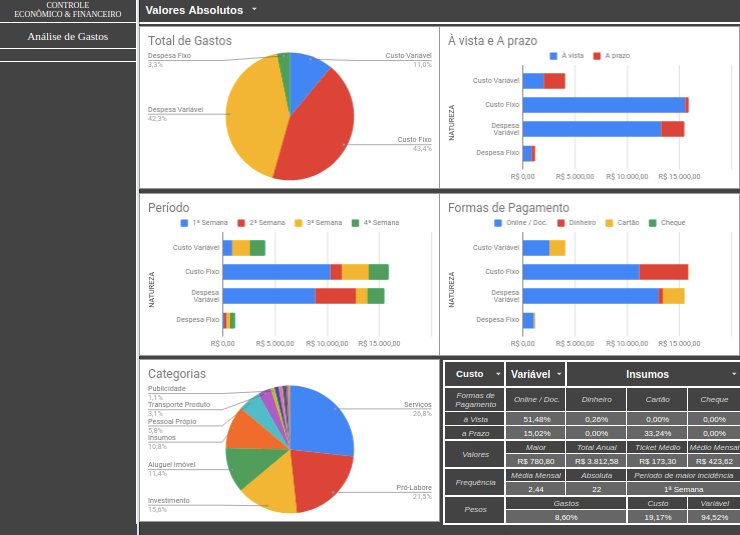 CONTROLE
ECONÔMICO & FINANCEIRO
Análise de Gastos
Valores Absolutos
Total de Gastos
Despesa Fixo
3,3%
Despesa Variável
42,3%
Custo Variável
11,0%
Custo Fixo
43,4%
À vista e A prazo
À vista
A prazo
NATUREZA
Custo Variável
Custo Fixo
Despesa
Variável
Despesa Fixo
R$ 0,00
R$ 5.000,00
R$ 10.000,00
R$ 15.000,00
Período
1ª Semana
2ª Semana
3ª Semana
4ª Semana
NATUREZA
Custo Variável
Custo Fixo
Despesa
Variável
Despesa Fixo
R$ 0,00
R$ 5.000,00
R$ 10.000,00
R$ 15.000,00
Formas de Pagamento
Online / Doc.
Dinheiro
Cartão
Cheque
NATUREZA
Custo Variável
Custo Fixo
Despesa
Variável
Despesa Fixo
R$ 0,00
R$ 5.000,00
R$ 10.000,00
R$ 15.000,00
Categorias
Publicidade
1,1%
Transporte Produto
3,1%
Pessoal Própio
5,8%
Insumos
10,8%
Aluguel Imóvel
11,4%
Investimento
15,6%
Serviços
26,8%
Pró-Labore
21,5%
Custo Variável Insumos
Formas de
Pagamento Online / Doc. Dinheiro Cartão Cheque
à Vista 51,48% 0,26% 0,00% 0,00%
a Prazo 15,02% 0,00% 33,24% 0,00%
Valores Maior Total Anual Ticket Médio Médio Mensal
R$ 780,80 R$ 3.812,58 R$ 173,30 R$ 423,62
Frequência Média Mensal Absoluta Período de maior incidência
2,44 22 1ª Semana
Pesos Gastos Custo Variável
8,60% 19,17% 94,52%